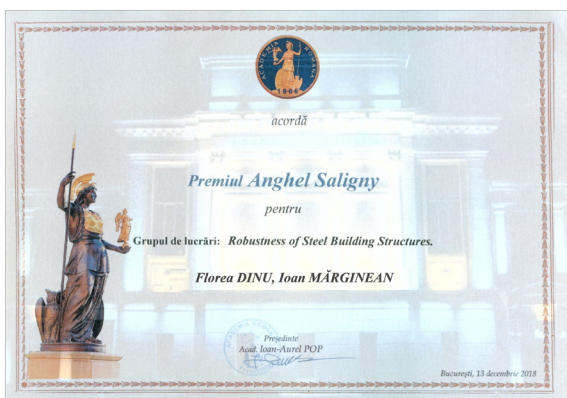 ACADEMIA ROMANA
1866
acordă
Premiul Anghel Saligny
pentru
Grupul de lucrări: Robustness of Steel Building Structures.
Florea DINU, Ioan MĂRGINEAN
Președinte
Acad. Ioan-Aurel POP
București, 13 decembrie 2018